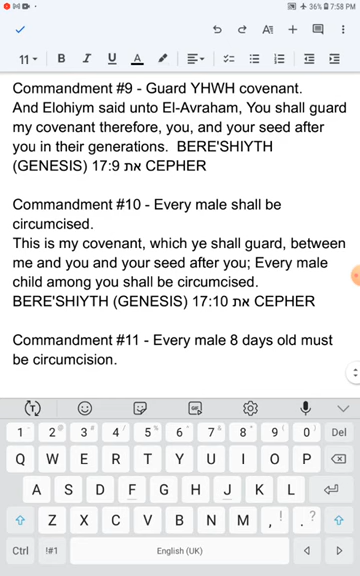 36% 7:58 PM
11 B I U A
Commandment #9 - Guard YHWH covenant.
And Elohiym said unto El-Avraham, You shall guard
my covenant therefore, you, and your seed after
you in their generations. BERE'SHIYTH
(GENESIS) 17:9 את CEPHER
Commandment #10 - Every male shall be
circumcised.
This is my covenant, which ye shall guard, between
me and you and your seed after you; Every male
child among you shall be circumcised.
BERE'SHIYTH (GENESIS) 17:10 את CEPHER
Commandment #11 - Every male 8 days old must
be circumcision.
1 2 3 4 5 6 7 8 9 0 Del
Q W E R T Y U I O P
A S D F G H J K L
Z X C V B N M , ! . ?
Ctrl !#1 English (UK)